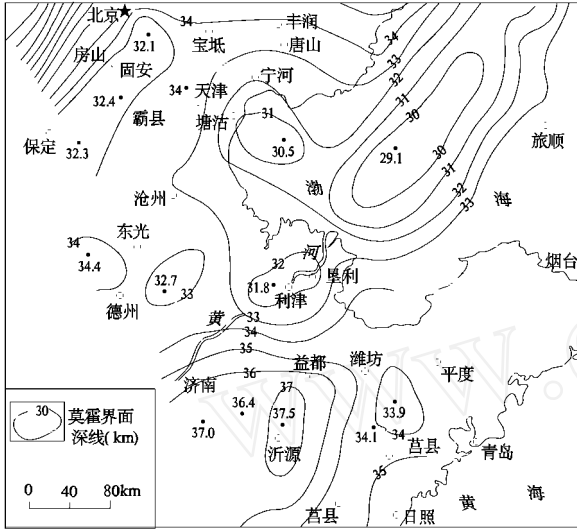 北京
34
34
丰润
32.1
宝坻
唐山
房山
固安
34
33
宁河
32
34
天津
32.4
31
霸县
塘沽
31
30
保定
32.3
30.5
29.1
30
旅顺
31
渤
32
海
沧州
33
东光
河
34
34.4
32
烟台
32.7
33
31.8
垦利
德州
利津
黄
33
34
35
益都
潍坊
平度
济南
36
37
36.4
37.5
33.9
37.0
34.1
34
沂源
莒县
青岛
35
莒县
日照
黄
海
30
莫霍界面
深线(km)
0 40 80km
WWW.